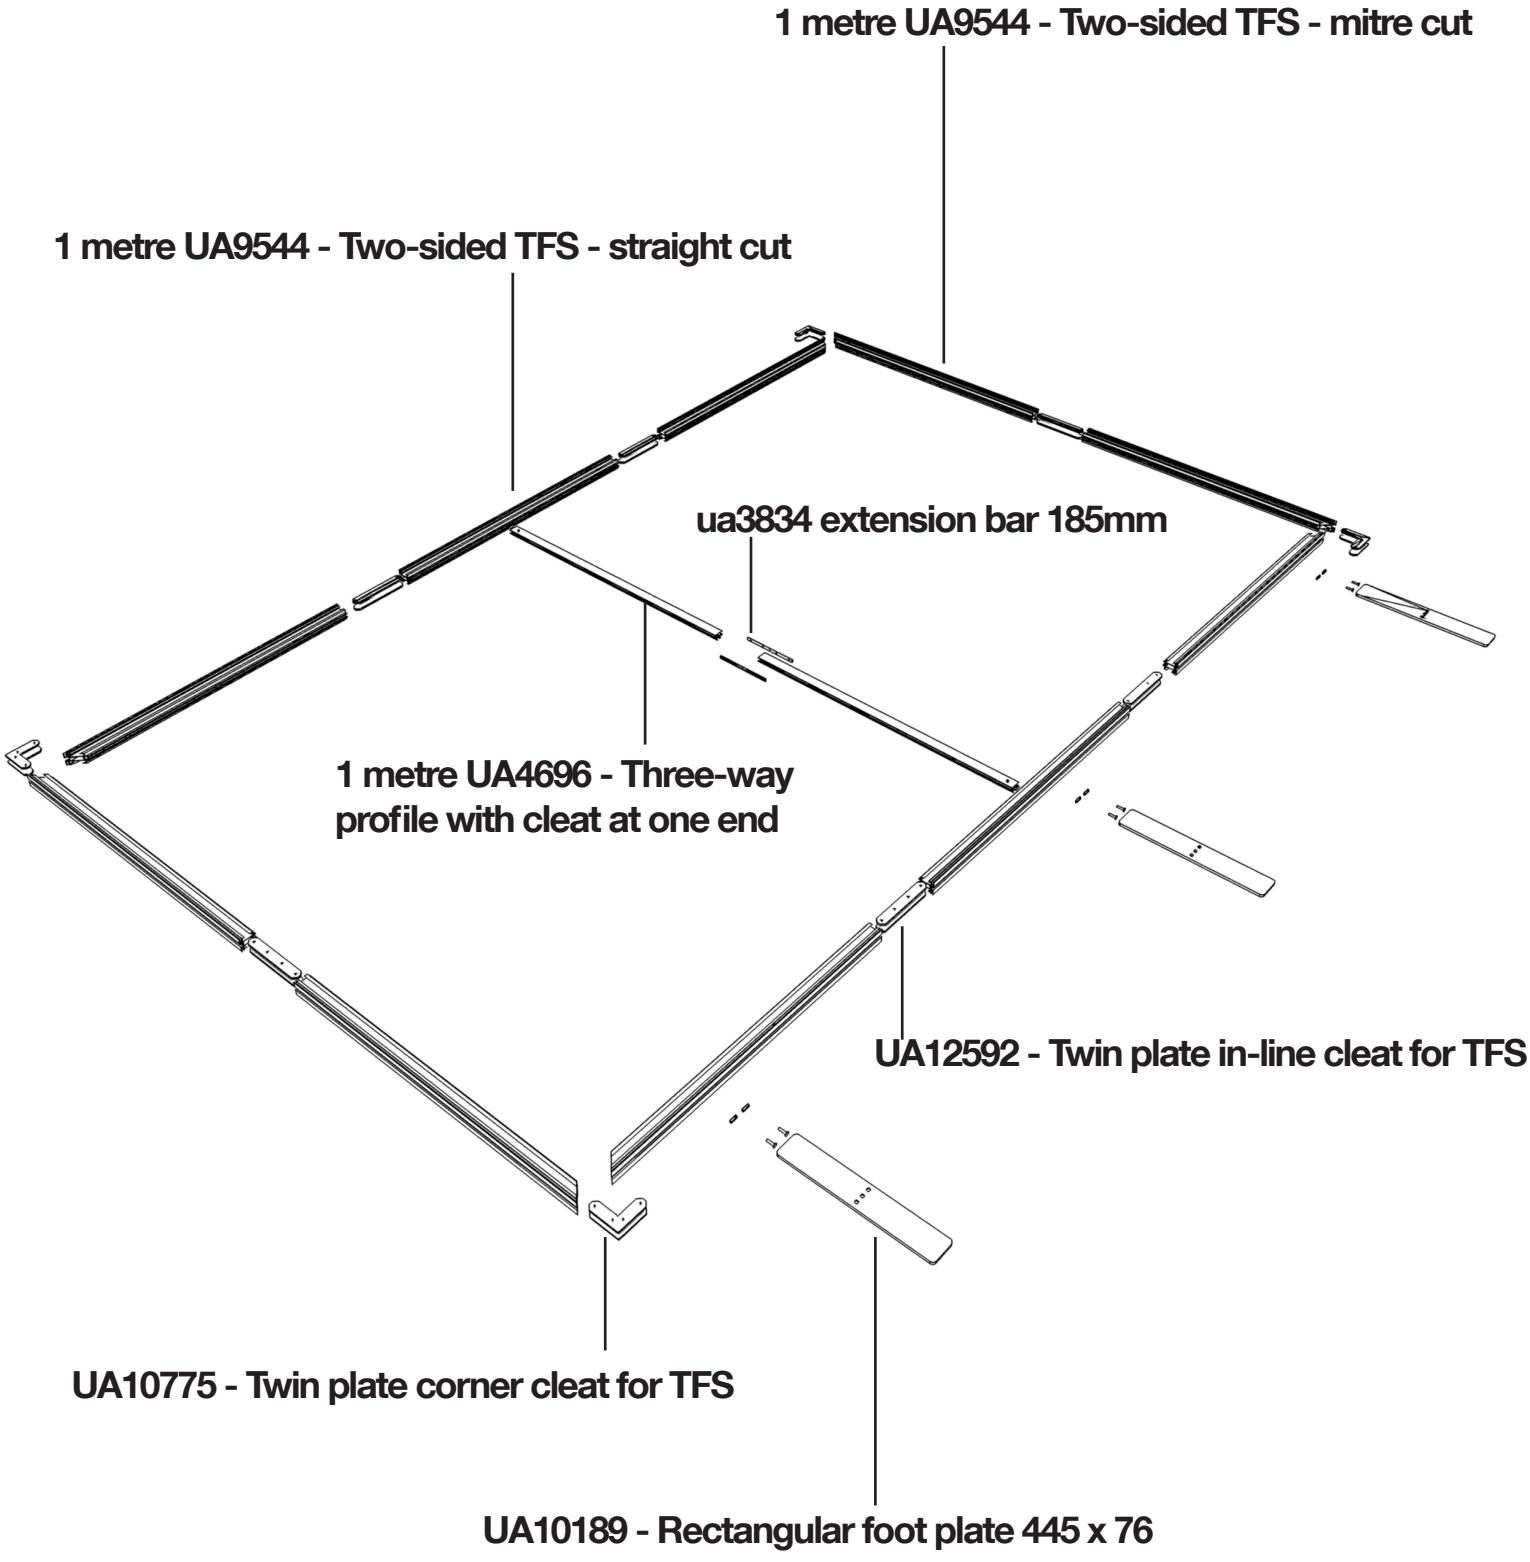 1 metre UA9544 - Two-sided TFS - mitre cut
1 metre UA9544 - Two-sided TFS - straight cut
ua3834 extension bar 185mm
1 metre UA4696 - Three-way
profile with cleat at one end
UA12592 - Twin plate in-line cleat for TFS
UA10775 - Twin plate corner cleat for TFS
UA10189 - Rectangular foot plate 445 x 76